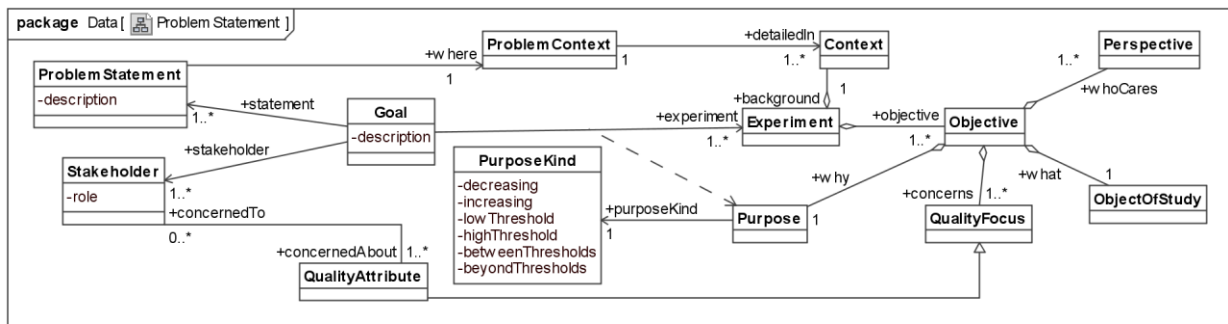 package Data [ Problem Statement ]
ProblemStatement
-description
+where
1
ProblemContext
1
+detailedIn
1..*
Context
Perspective
1..*
+whoCares
+statement
1..*
Goal
-description
+background
1
+experiment
1..*
Experiment
+objective
1..*
Objective
+stakeholder
1..*
Stakeholder
-role
+concernedTo
0..*
PurposeKind
-decreasing
-increasing
-lowThreshold
-highThreshold
-betweenThresholds
-beyondThresholds
+purposeKind
1
+why
1
Purpose
+concerns
1..*
QualityFocus
+what
1
ObjectOfStudy
+concernedAbout
1..*
QualityAttribute